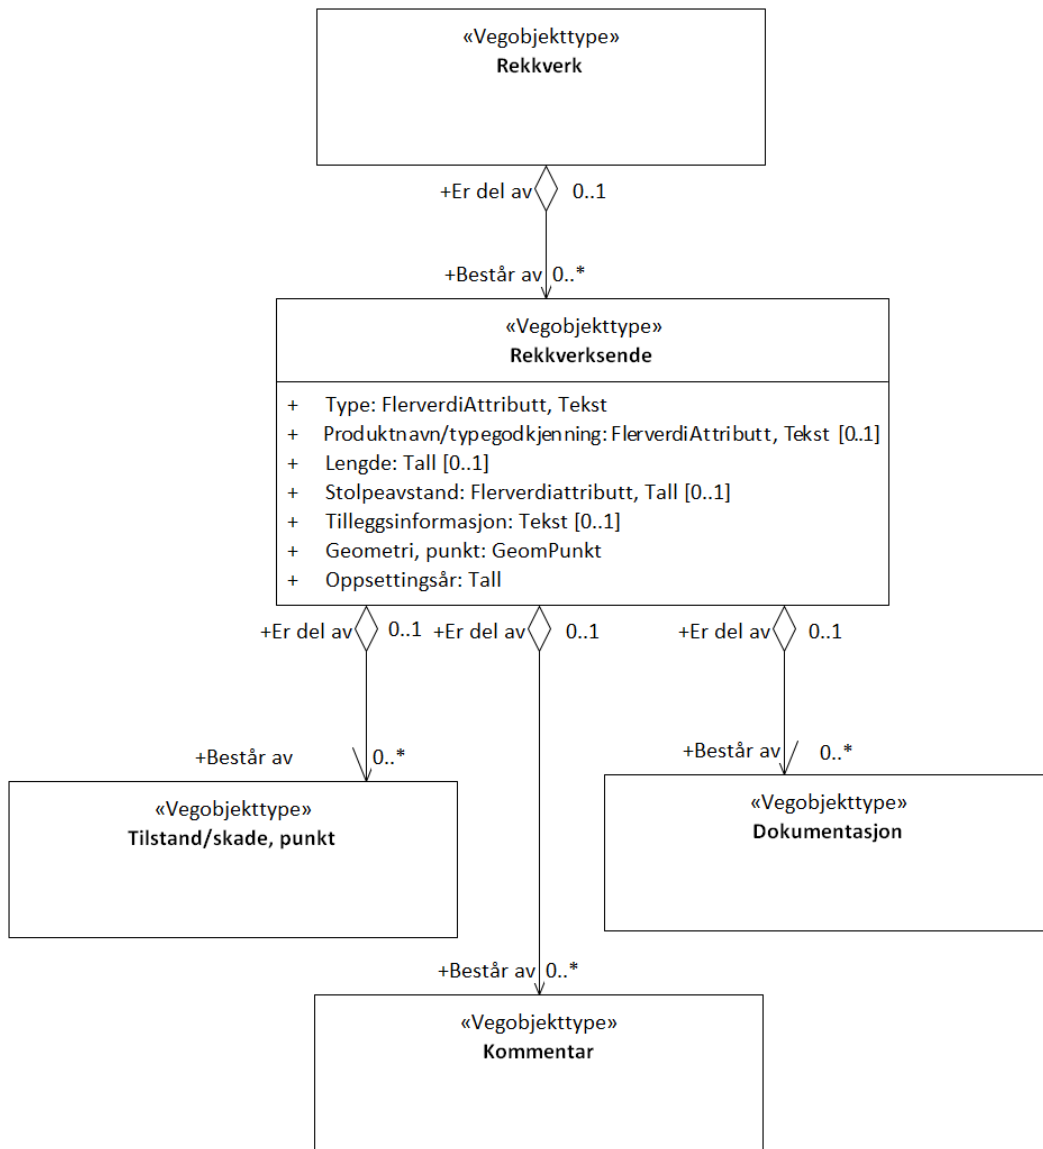 «Vegobjekttype»
Rekkverk
+Er del av 0..1
+Består av 0..*
«Vegobjekttype»
Rekkverksende
+ Type: FlerverdiAttributt, Tekst
+ Produktnavn/typegodkjenning: FlerverdiAttributt, Tekst [0..1]
+ Lengde: Tall [0..1]
+ Stolpeavstand: Flerverdiattributt, Tall [0..1]
+ Tilleggsinformasjon: Tekst [0..1]
+ Geometri, punkt: GeomPunkt
+ Oppsettingsår: Tall
+Er del av 0..1 +Er del av 0..1 +Er del av 0..1
+Består av 0..* +Består av 0..*
«Vegobjekttype»
Tilstand/skade, punkt
«Vegobjekttype»
Dokumentasjon
+Består av 0..*
«Vegobjekttype»
Kommentar